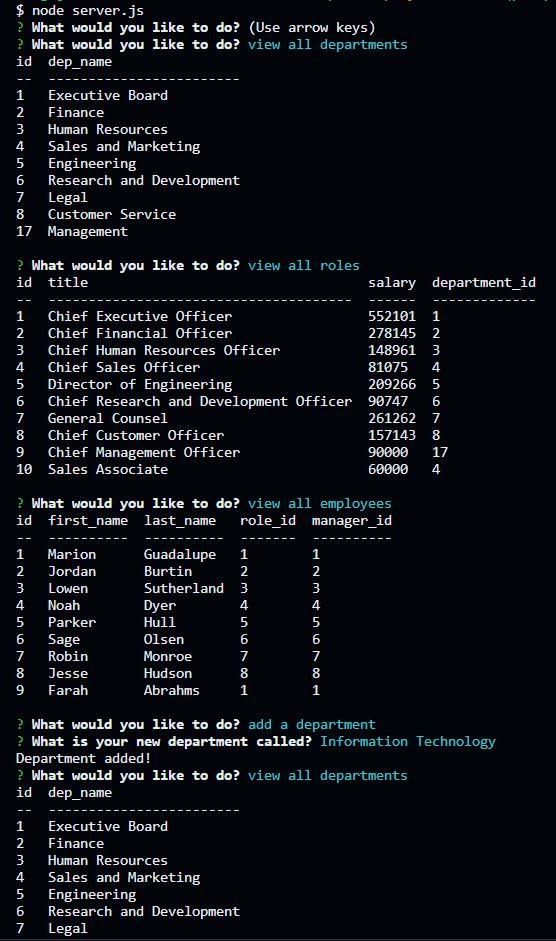 $ node server.js
? What would you like to do? (Use arrow keys)
? What would you like to do? view all departments
id  dep_name
--  ------------------------
1   Executive Board
2   Finance
3   Human Resources
4   Sales and Marketing
5   Engineering
6   Research and Development
7   Legal
8   Customer Service
17  Management
? What would you like to do? view all roles
id  title                                   salary  department_id
--  --------------------------------------  ------  -------------
1   Chief Executive Officer                 552101  1
2   Chief Financial Officer                 278145  2
3   Chief Human Resources Officer           148961  3
4   Chief Sales Officer                     81075   4
5   Director of Engineering                 209266  5
6   Chief Research and Development Officer  90747   6
7   General Counsel                         261262  7
8   Chief Customer Officer                  157143  8
9   Chief Management Officer                90000   17
10  Sales Associate                         60000   4
? What would you like to do? view all employees
id  first_name  last_name   role_id  manager_id
--  ----------  ----------  -------  ----------
1   Marion      Guadalupe   1        1
2   Jordan      Burtin      2        2
3   Lowen       Sutherland  3        3
4   Noah        Dyer        4        4
5   Parker      Hull        5        5
6   Sage        Olsen       6        6
7   Robin       Monroe      7        7
8   Jesse       Hudson      8        8
9   Farah       Abrahms     1        1
? What would you like to do? add a department
? What is your new department called? Information Technology
Department added!
? What would you like to do? view all departments
id  dep_name
--  ------------------------
1   Executive Board
2   Finance
3   Human Resources
4   Sales and Marketing
5   Engineering
6   Research and Development
7   Legal